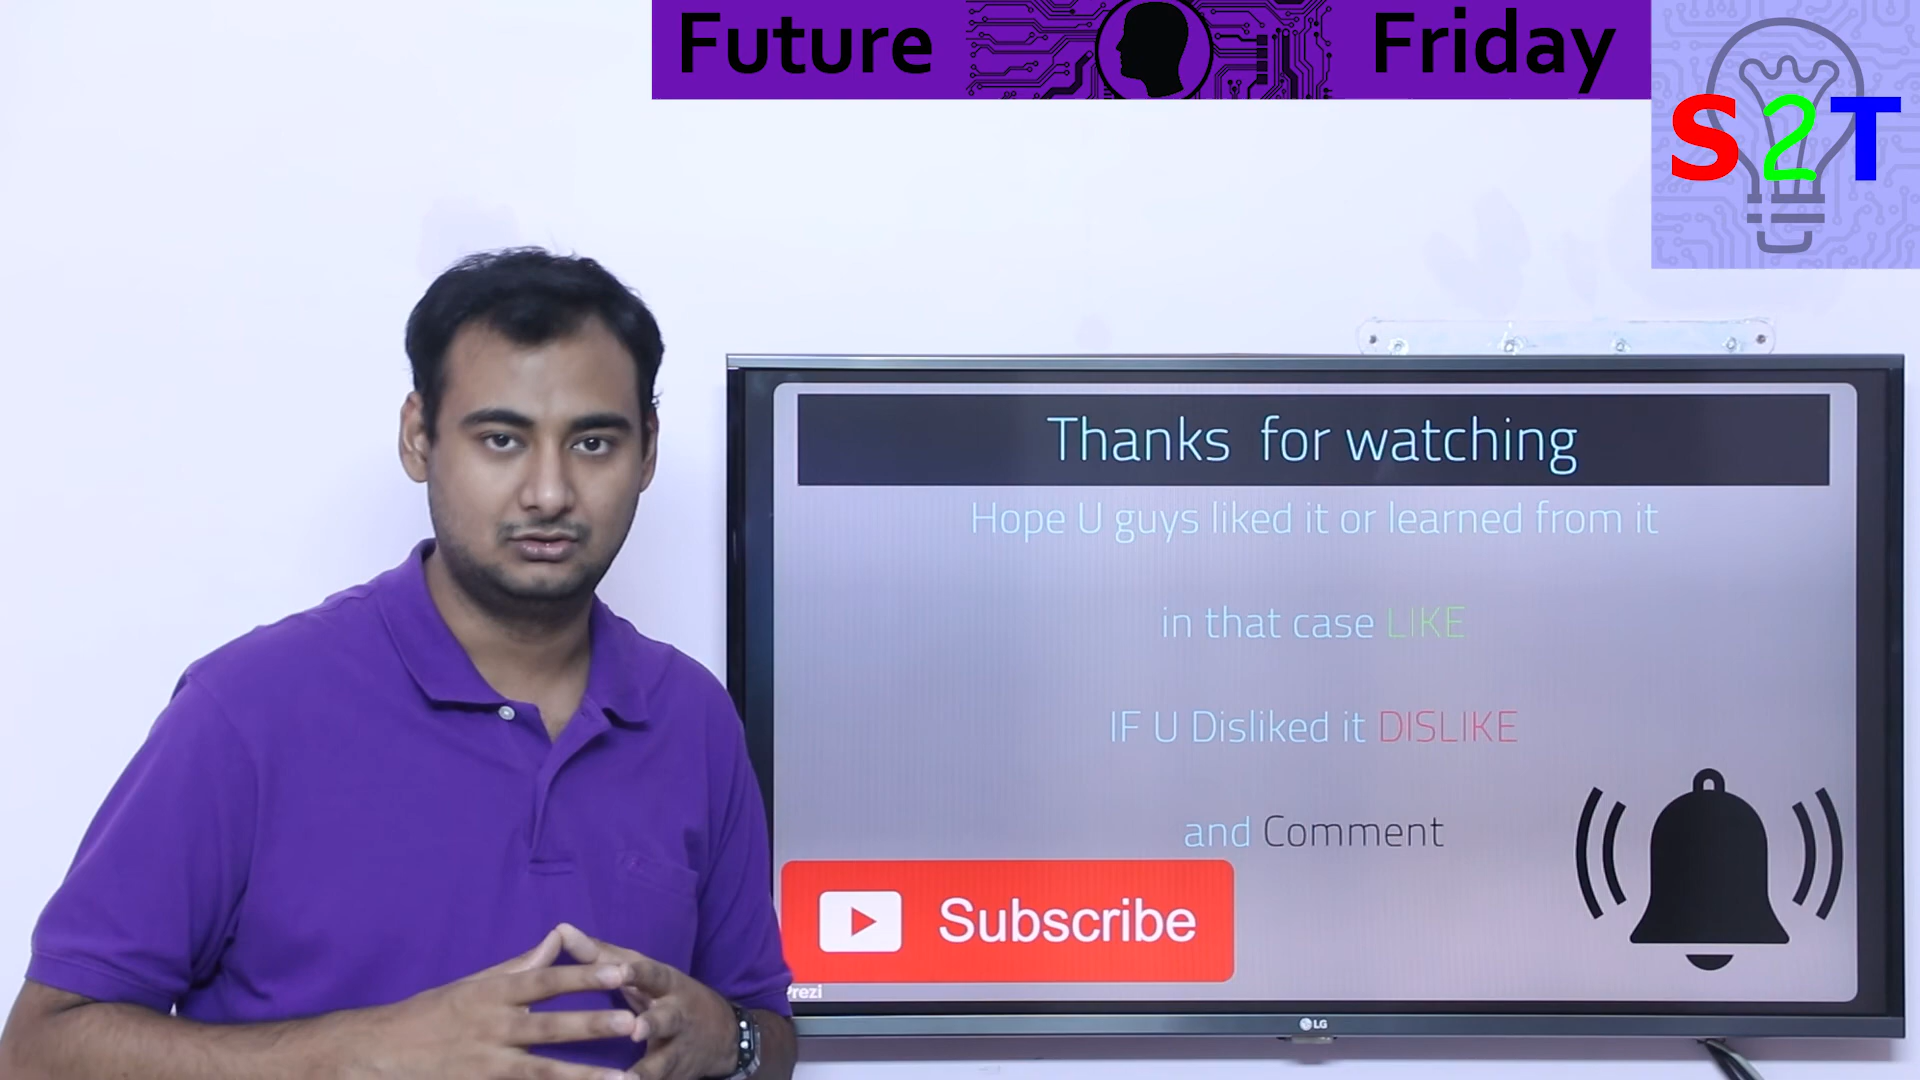 Future Friday
S2T
Thanks for watching
Hope U guys liked it or learned from it
in that case LIKE
IF U Disliked it DISLIKE
and Comment
Subscribe
Prezi
LG